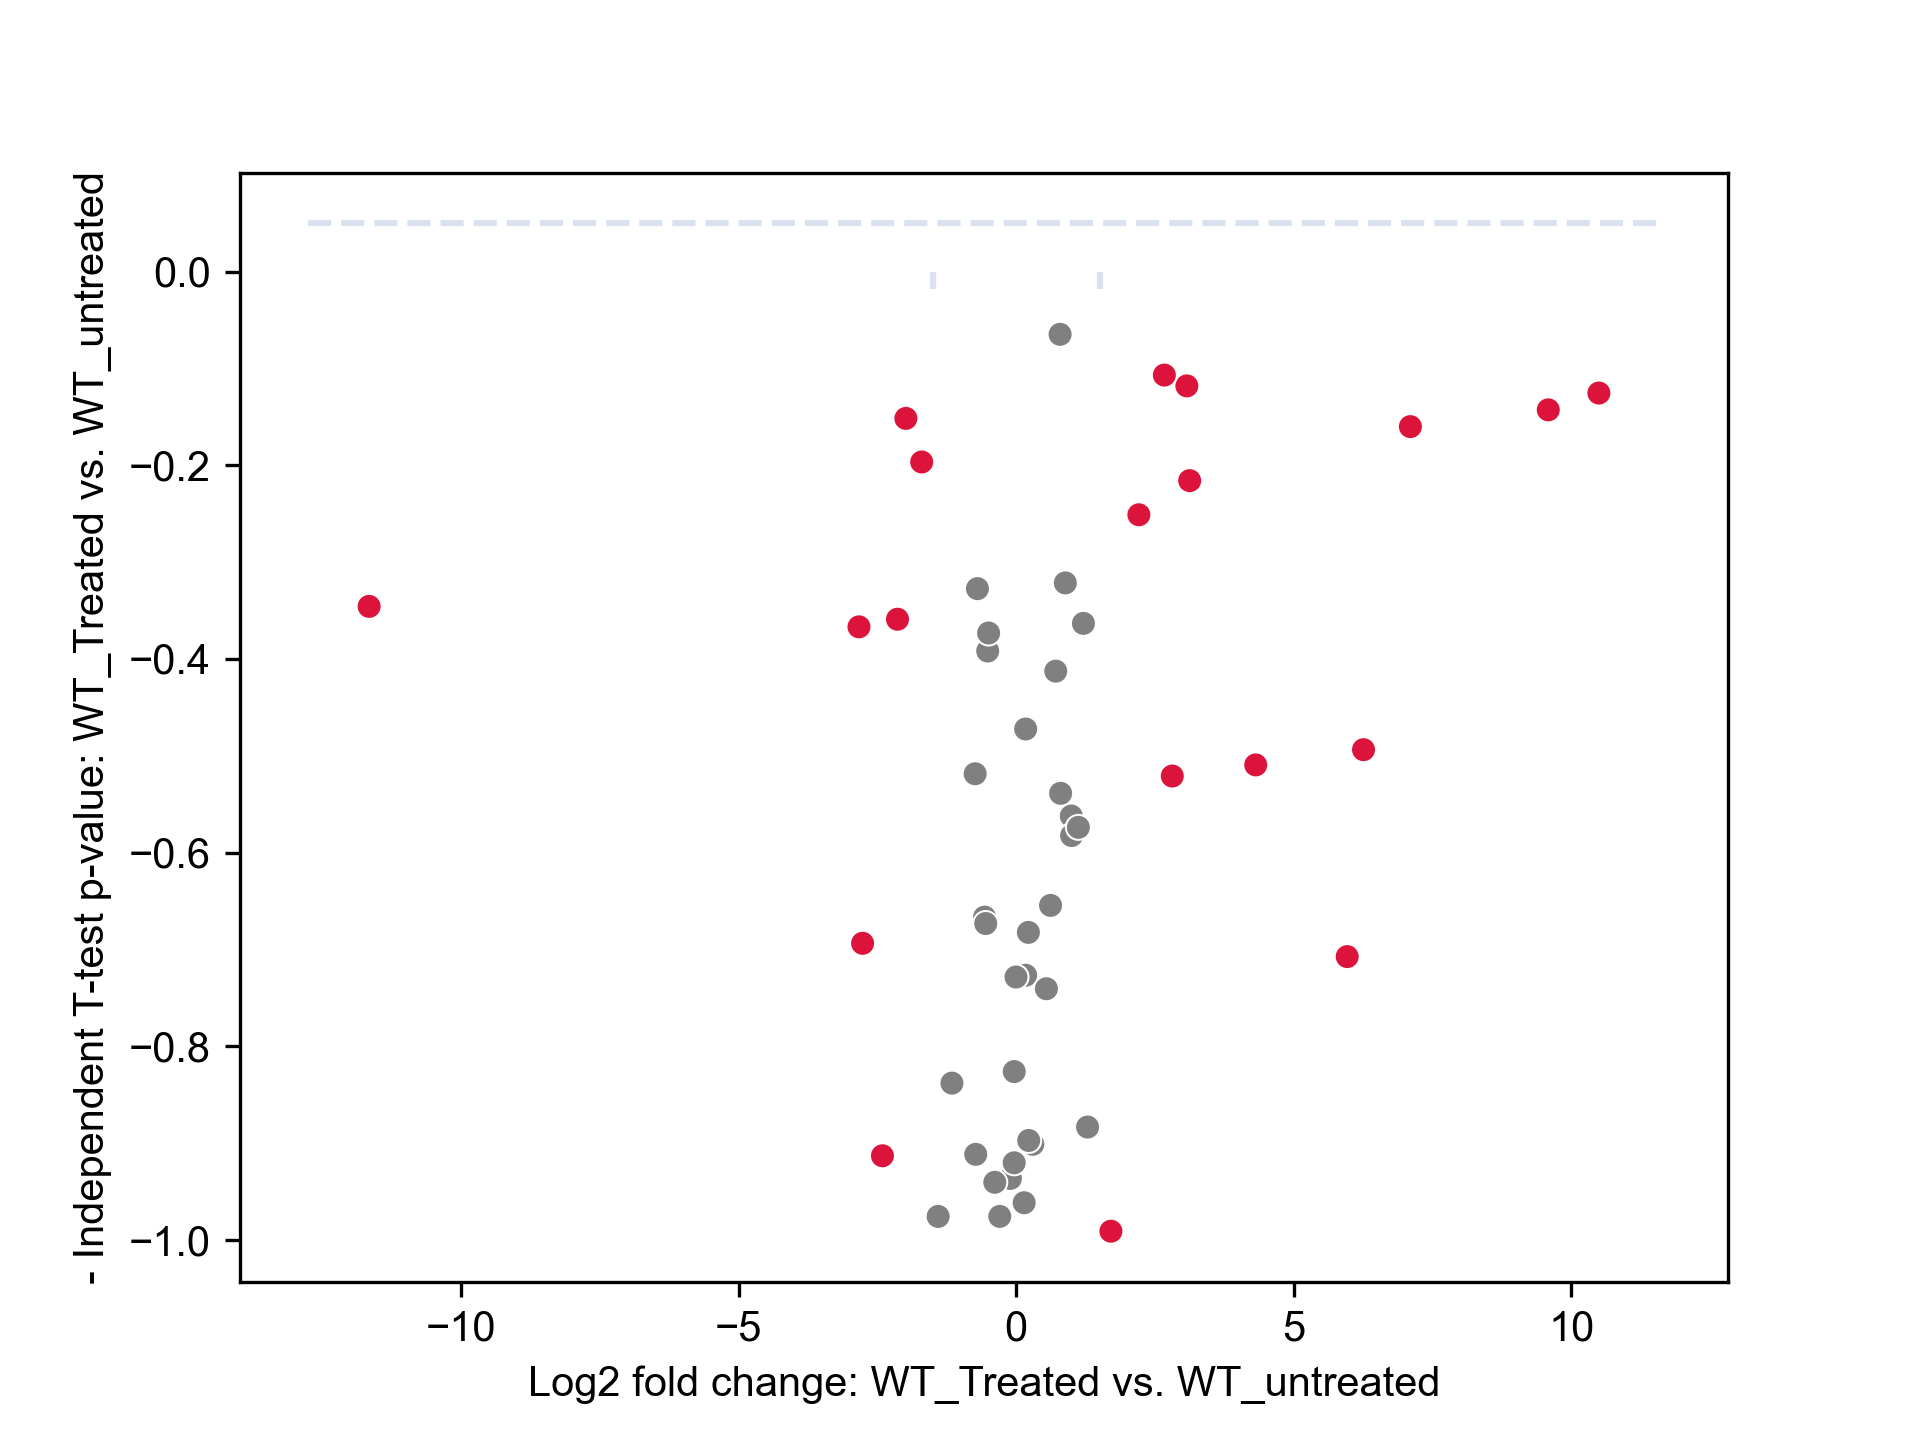 - Independent T-test p-value: WT_Treated vs. WT_untreated
0.0
−0.2
−0.4
−0.6
−0.8
−1.0
−10 −5 0 5 10
Log2 fold change: WT_Treated vs. WT_untreated